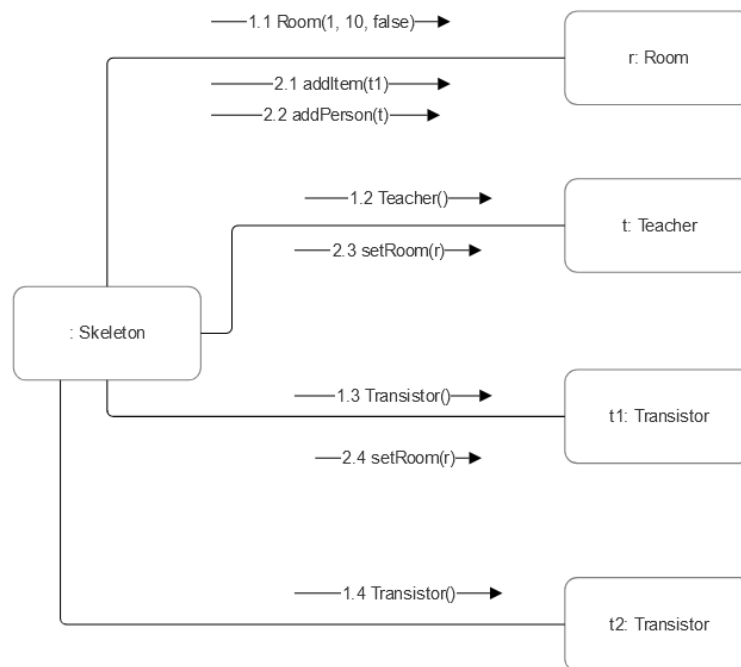 1.1 Room(1, 10, false)
r: Room
2.1 addItem(t1)
2.2 addPerson(t)
1.2 Teacher()
t: Teacher
2.3 setRoom(r)
: Skeleton
1.3 Transistor()
t1: Transistor
2.4 setRoom(r)
1.4 Transistor()
t2: Transistor